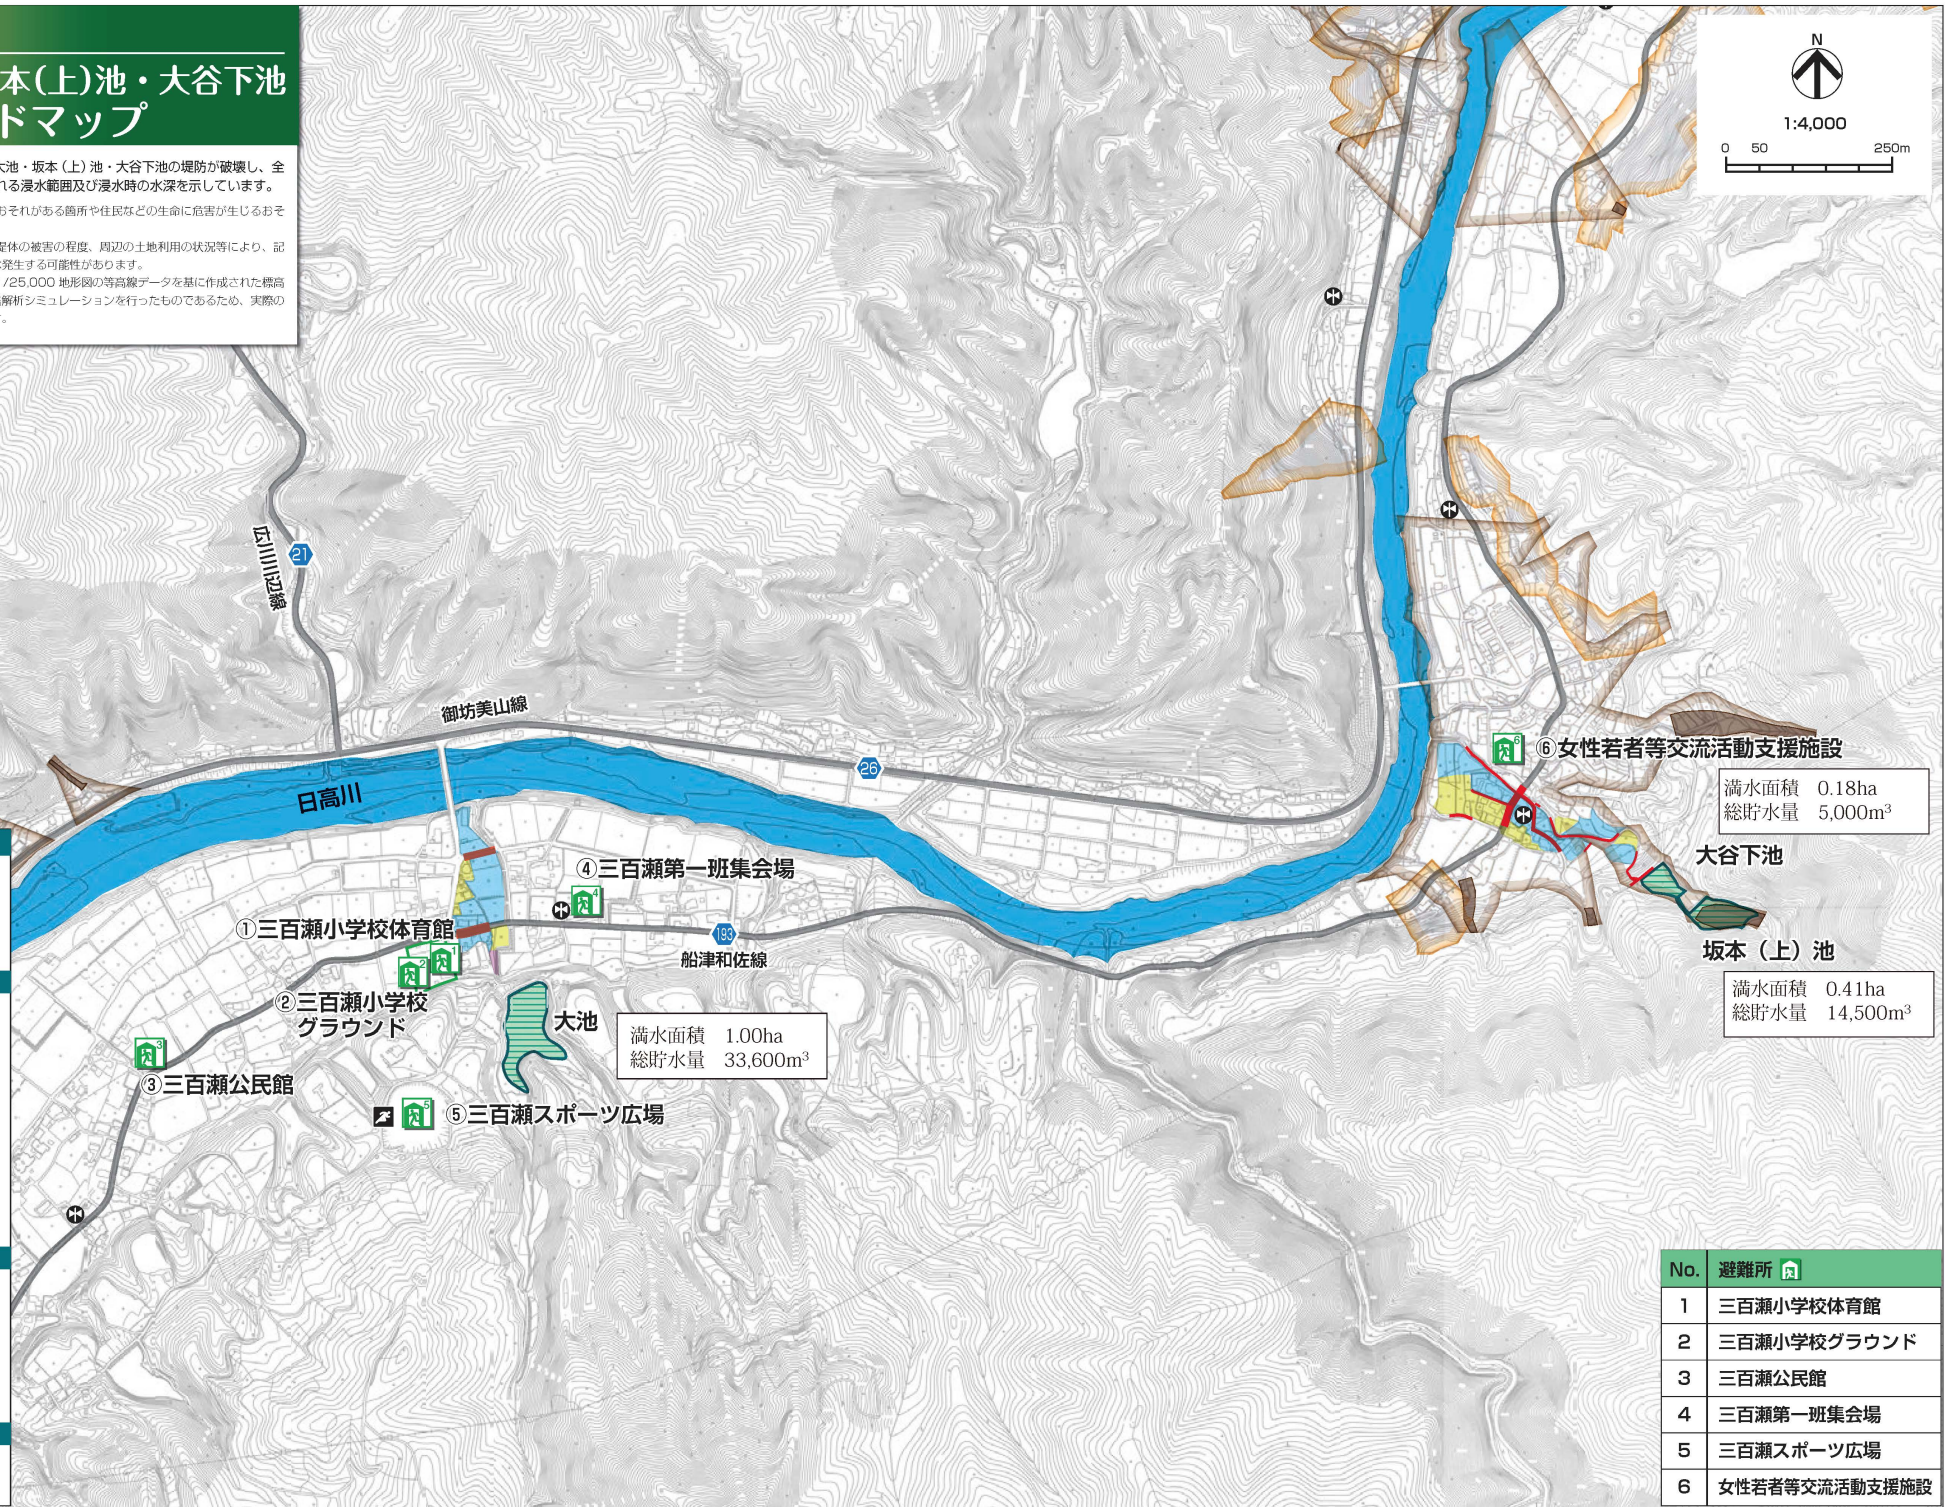 本(上)池・大谷下池
ドマップ
大池・坂本(上)池・大谷下池の堤防が破壊し、全
れる浸水範囲及び浸水時の水深を示しています。
おそれがある箇所や住民などの生命に危害が生じるおそ
堤体の被害の程度、周辺の土地利用の状況等により、記
発生する可能性があります。
/25,000 地形図の等高線データを基に作成された標高
解析シミュレーションを行ったものであるため、実際の
。
N
1:4,000
0 50 250m
広川川辺線
21
御坊美山線
26
日高川
⑥女性若者等交流活動支援施設
6
満水面積 0.18ha
総貯水量 5,000m³
大谷下池
坂本（上）池
満水面積 0.41ha
総貯水量 14,500m³
④三百瀬第一班集会場
4
①三百瀬小学校体育館
1
2
193
船津和佐線
②三百瀬小学校
グラウンド
大池
満水面積 1.00ha
総貯水量 33,600m³
3
③三百瀬公民館
5
⑤三百瀬スポーツ広場
No. 避難所
1 三百瀬小学校体育館
2 三百瀬小学校グラウンド
3 三百瀬公民館
4 三百瀬第一班集会場
5 三百瀬スポーツ広場
6 女性若者等交流活動支援施設